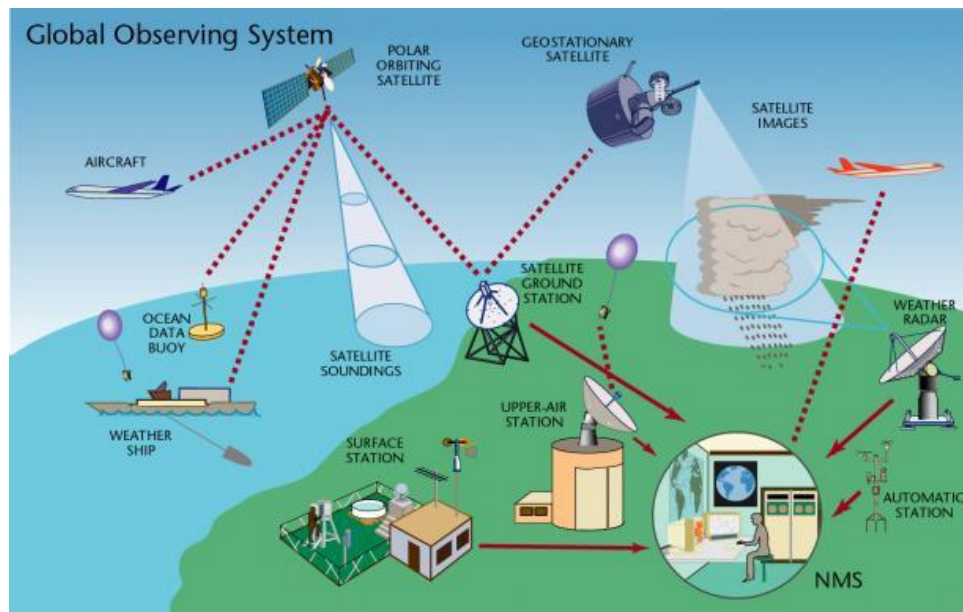 Global Observing System
POLAR
ORBITING
SATELLITE
GEOSTATIONARY
SATELLITE
SATELLITE
IMAGES
AIRCRAFT
SATELLITE
GROUND
STATION
OCEAN
DATA
BUOY
WEATHER
RADAR
SATELLITE
SOUNDINGS
WEATHER
SHIP
UPPER-AIR
STATION
SURFACE
STATION
AUTOMATIC
STATION
NMS